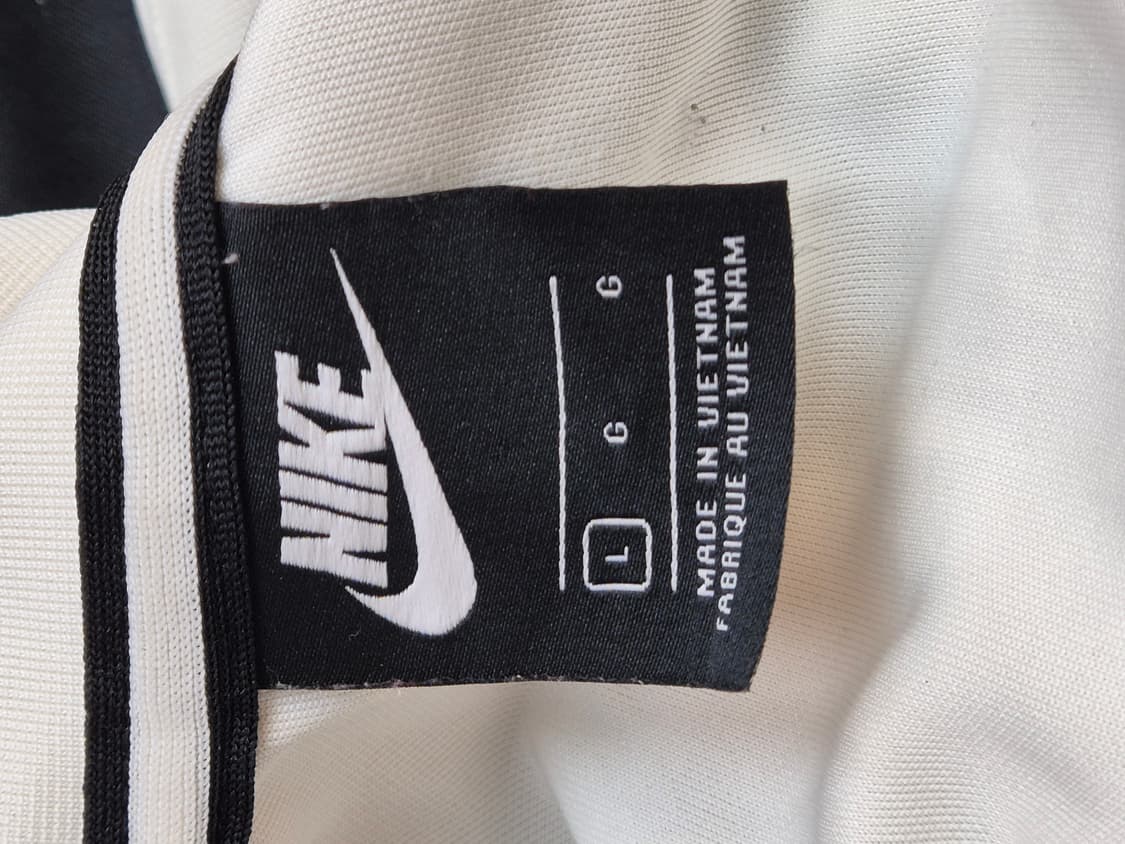 NIKE
L G G
MADE IN VIETNAM
FABRIQUE AU VIETNAM